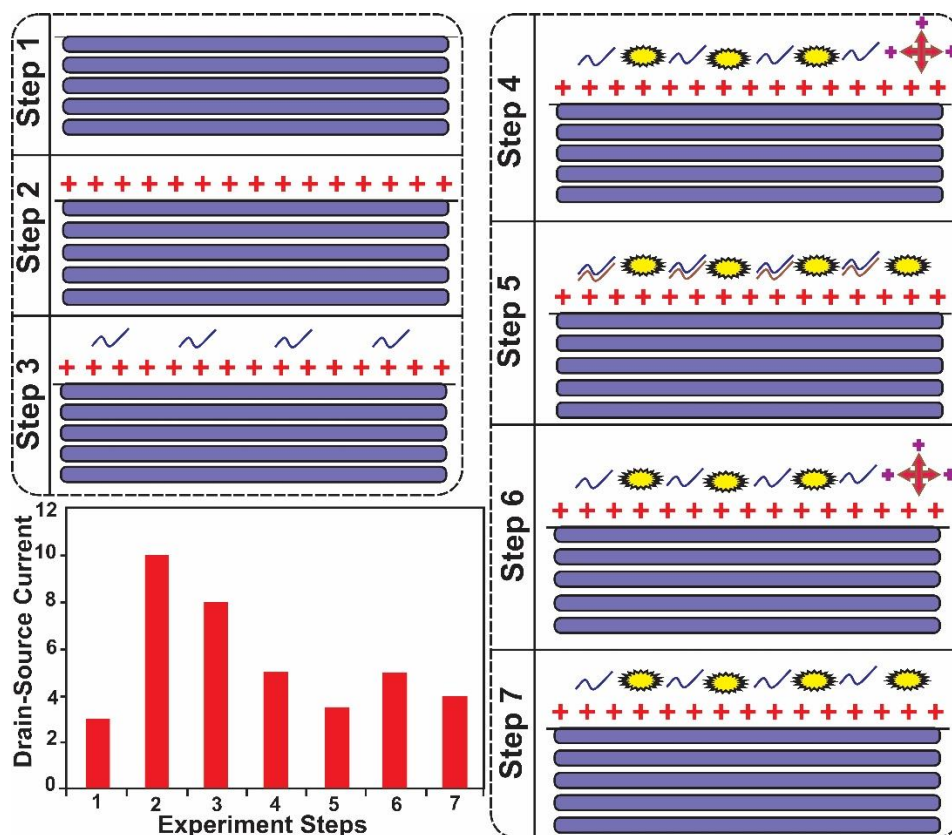 Step 1
Step 2
Step 3
Step 4
Step 5
Step 6
Step 7
Drain-Source Current
12
10
8
6
4
2
0
1 2 3 4 5 6 7
Experiment Steps